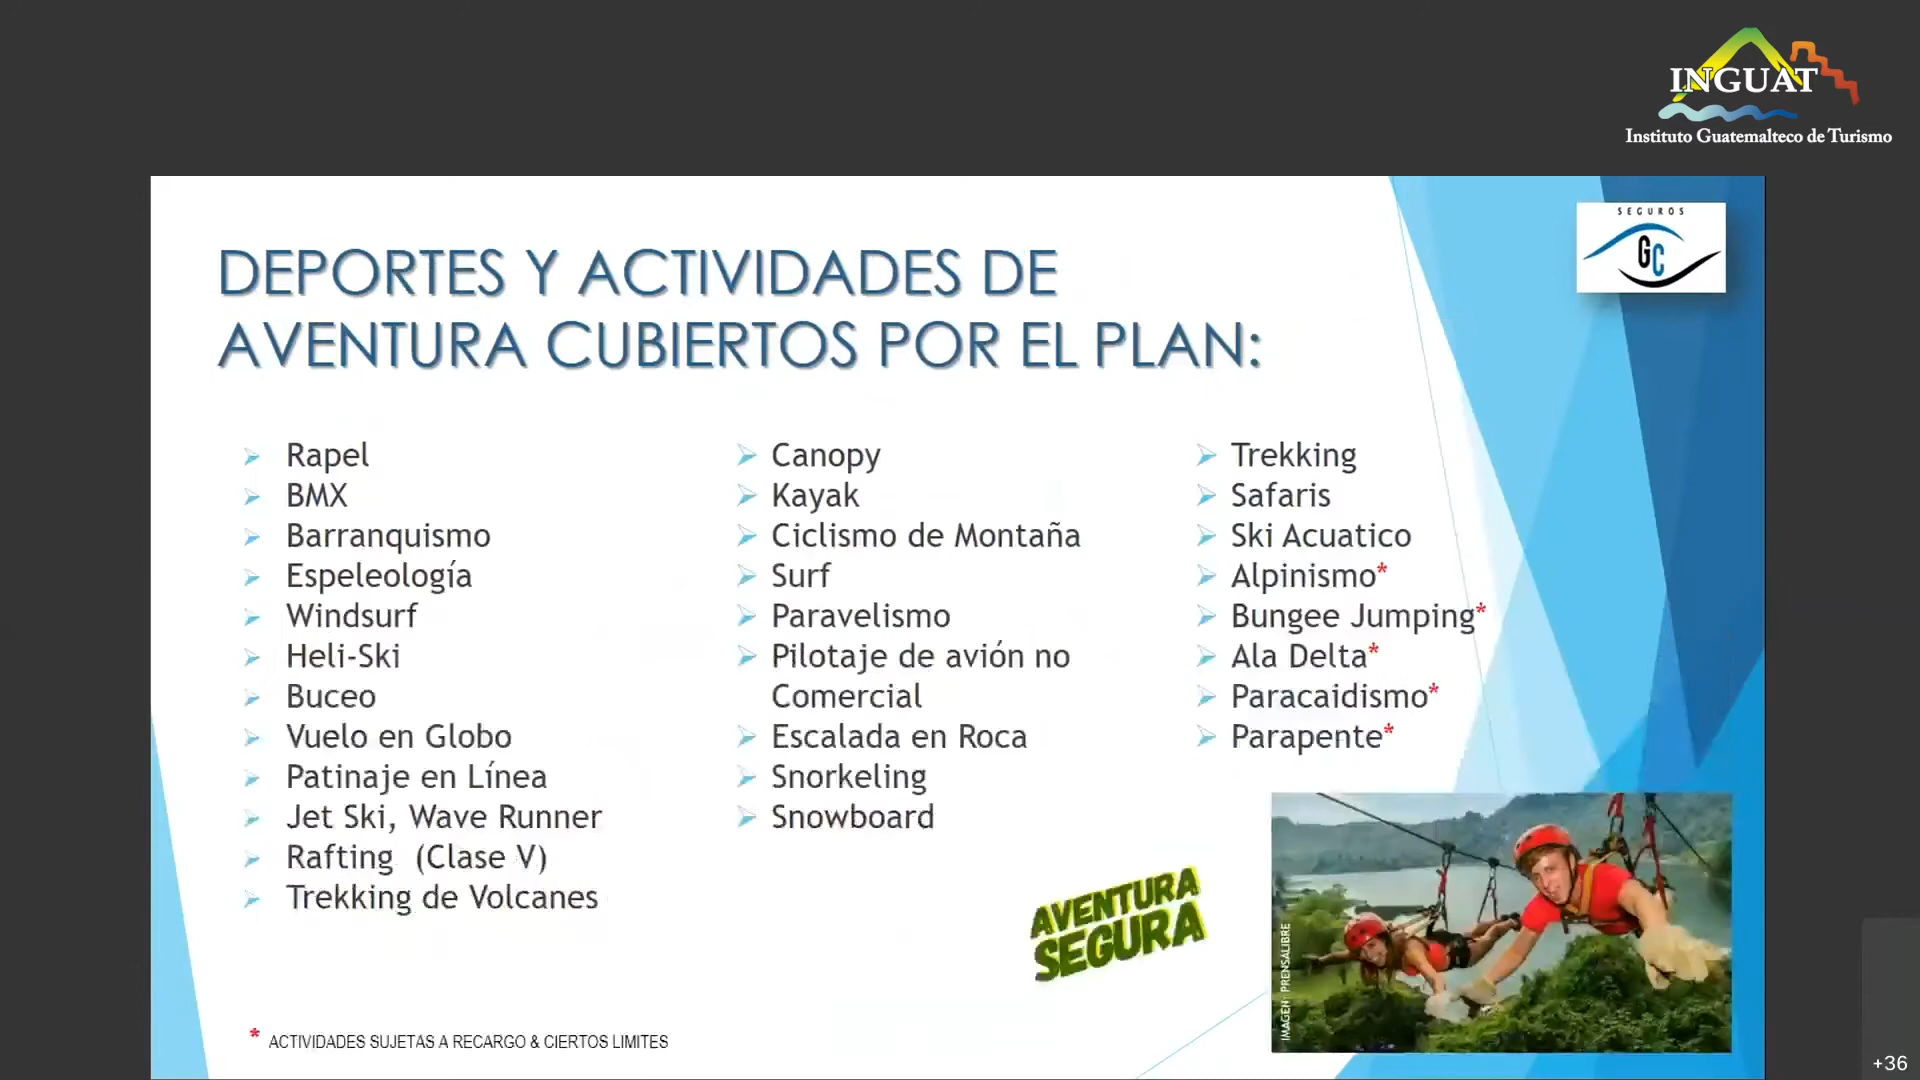 INGUAT
Instituto Guatemalteco de Turismo
SEGUROS
GC
DEPORTES Y ACTIVIDADES DE
AVENTURA CUBIERTOS POR EL PLAN:
Rapel
BMX
Barranquismo
Espeleología
Windsurf
Heli-Ski
Buceo
Vuelo en Globo
Patinaje en Línea
Jet Ski, Wave Runner
Rafting (Clase V)
Trekking de Volcanes
Canopy
Kayak
Ciclismo de Montaña
Surf
Paravelismo
Pilotaje de avión no
Comercial
Escalada en Roca
Snorkeling
Snowboard
Trekking
Safaris
Ski Acuatico
Alpinismo*
Bungee Jumping*
Ala Delta*
Paracaidismo*
Parapente*
AVENTURA
SEGURA
IMAGEN: PRENSALIBRE
* ACTIVIDADES SUJETAS A RECARGO & CIERTOS LIMITES
+36